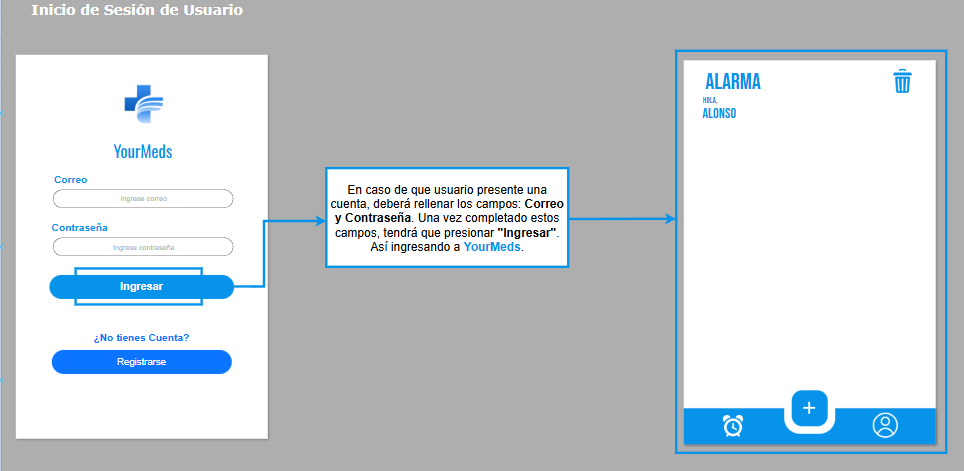 Inicio de Sesión de Usuario
YourMeds
Correo
Ingrese correo
Contraseña
Ingrese contraseña
Ingresar
¿No tienes Cuenta?
Registrarse
En caso de que usuario presente una
cuenta, deberá rellenar los campos: Correo
y Contraseña. Una vez completado estos
campos, tendrá que presionar "Ingresar".
Así ingresando a YourMeds.
ALARMA
HOLA,
ALONSO